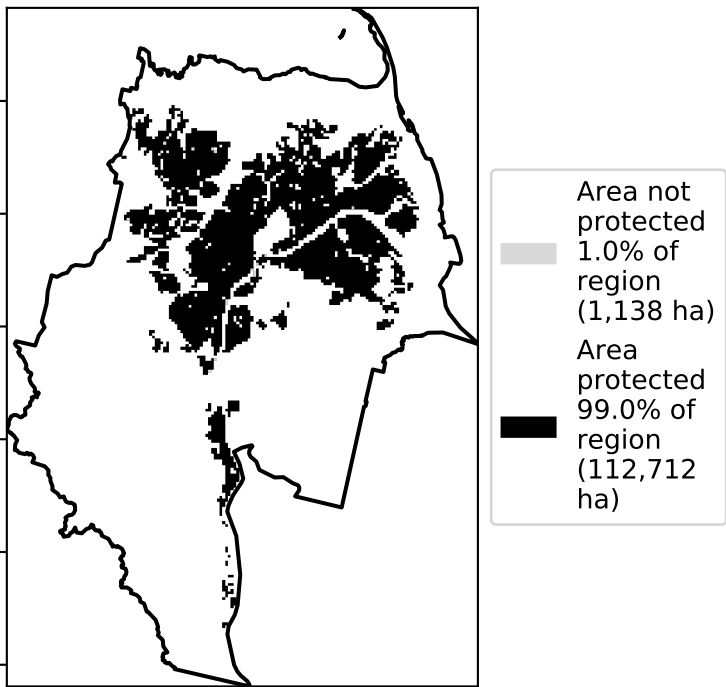 Area not
protected
1.0% of
region
(1,138 ha)
Area
protected
99.0% of
region
(112,712
ha)